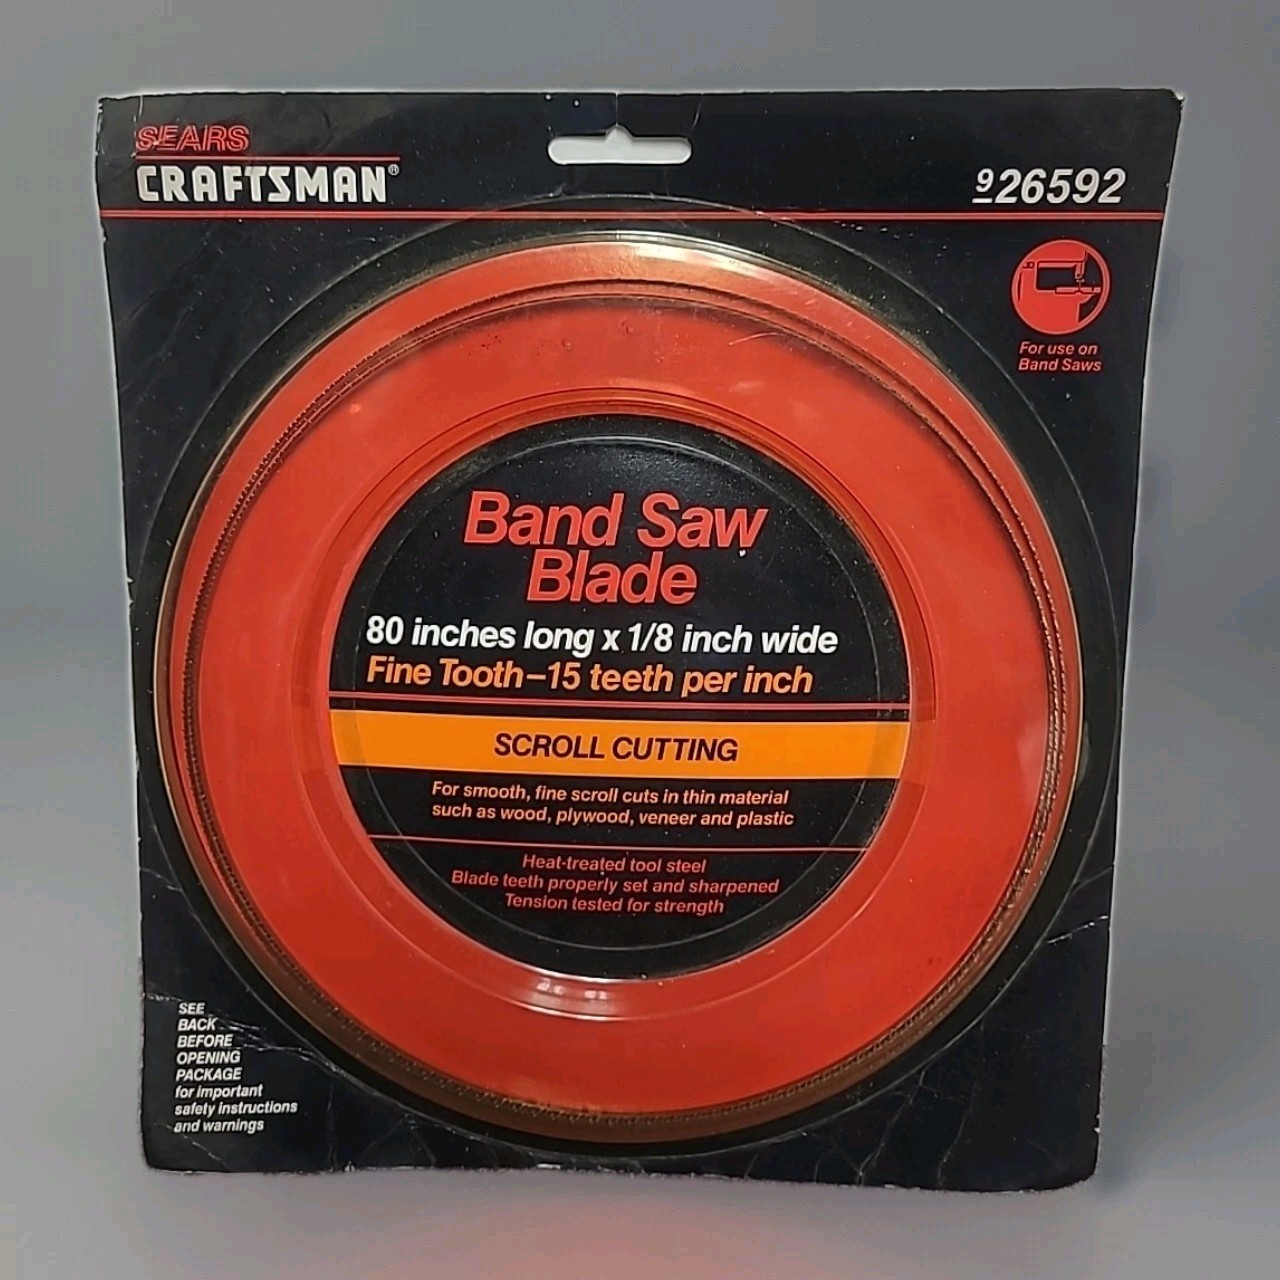 SEARS
CRAFTSMAN®
926592
For use on
Band Saws
Band Saw
Blade
80 inches long x 1/8 inch wide
Fine Tooth–15 teeth per inch
SCROLL CUTTING
For smooth, fine scroll cuts in thin material
such as wood, plywood, veneer and plastic
Heat-treated tool steel
Blade teeth properly set and sharpened
Tension tested for strength
SEE
BACK
BEFORE
OPENING
PACKAGE
for important
safety instructions
and warnings